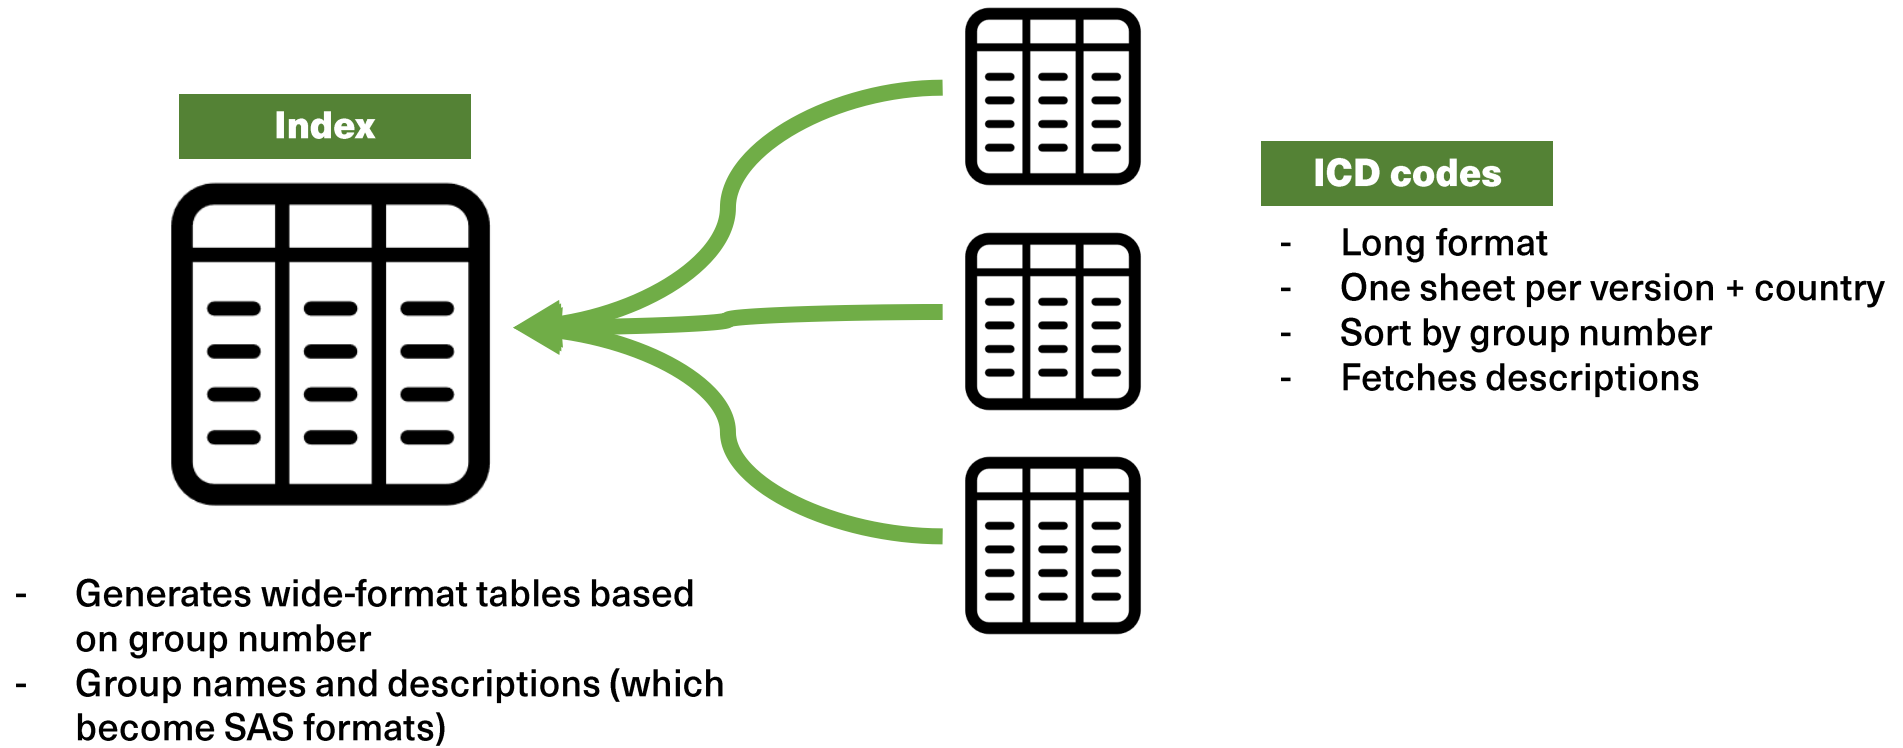 Index
- Generates wide-format tables based
on group number
- Group names and descriptions (which
become SAS formats)
ICD codes
- Long format
- One sheet per version + country
- Sort by group number
- Fetches descriptions